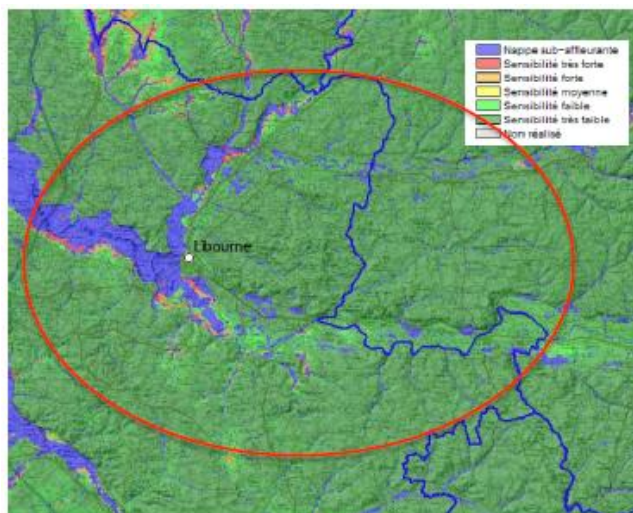 Nappe sub-affleurante
Sensibilité très forte
Sensibilité forte
Sensibilité moyenne
Sensibilité faible
Sensibilité très faible
Non réalisé
Libourne